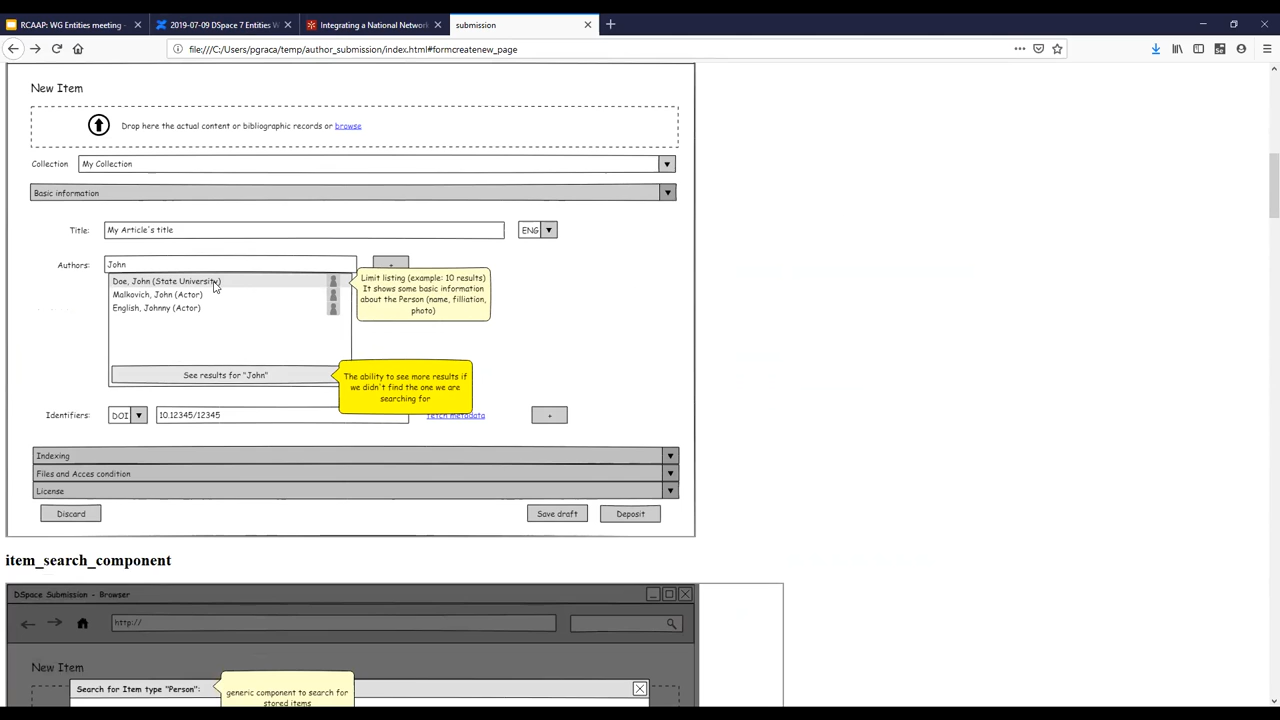 RCAAP: WG Entities meeting -
2019-07-09 DSpace 7 Entities W
Integrating a National Network
submission
file:///C:/Users/pgraca/temp/author_submission/index.html#formcreatenew_page
New Item
Drop here the actual content or bibliographic records or browse
Collection My Collection
Basic information
Title: My Article's title ENG
Authors: John +
Doe, John (State University)
Malkovich, John (Actor)
English, Johnny (Actor)
Limit listing (example: 10 results)
It shows some basic information
about the Person (name, filliation,
photo)
See results for "John"
The ability to see more results if
we didn't find the one we are
searching for
Identifiers: DOI 10.12345/12345 fetch metadata +
Indexing
Files and Acces condition
License
Discard Save draft Deposit
item_search_component
DSpace Submission - Browser
http://
New Item
Search for Item type "Person":
generic component to search for
stored items